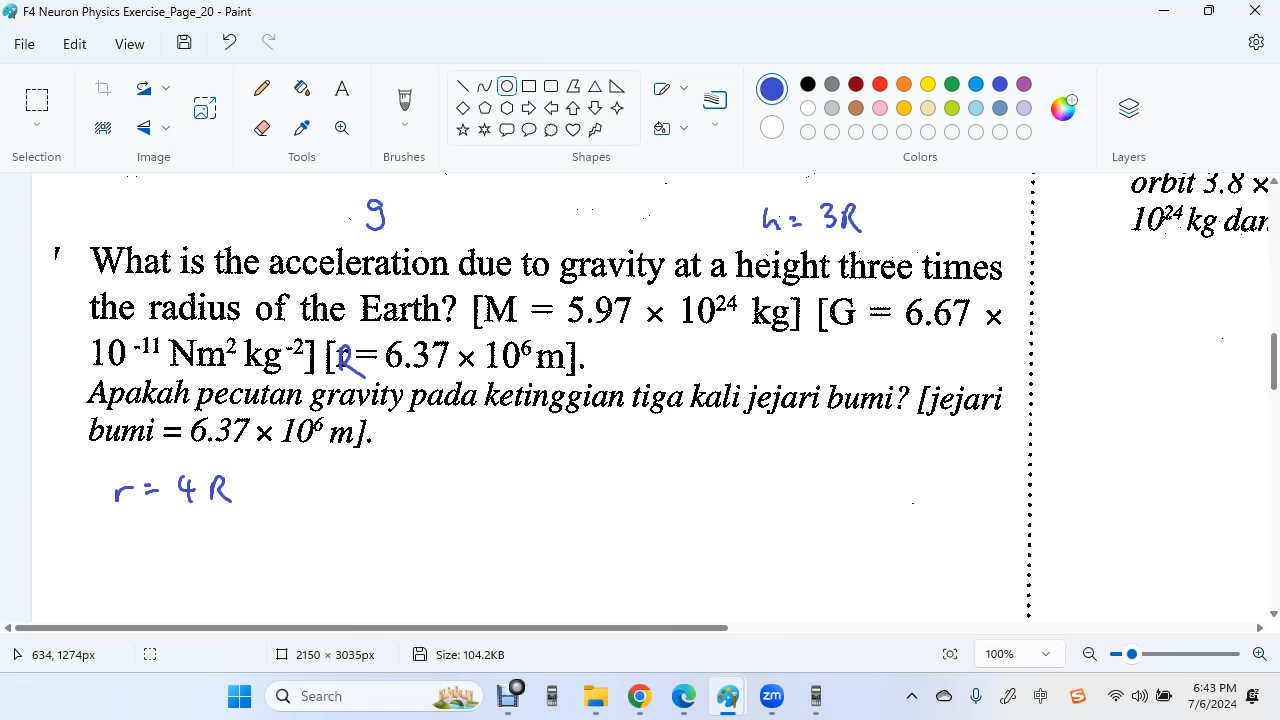 F4 Neuron Physics Exercise_Page_20 - Paint
File Edit View
Selection Image Tools Brushes Shapes Colors Layers
orbit 3.8 ×
10²⁴ kg dar
g h = 3R
7 What is the acceleration due to gravity at a height three times
the radius of the Earth? [M = 5.97 × 10²⁴ kg] [G = 6.67 ×
10 ⁻¹¹ Nm² kg ⁻²] [R = 6.37 × 10⁶ m].
Apakah pecutan gravity pada ketinggian tiga kali jejari bumi? [jejari
bumi = 6.37 × 10⁶ m].
r = 4 R
634, 1274px 2150 × 3035px Size: 104.2KB 100%
Search zm 中 6:43 PM
7/6/2024